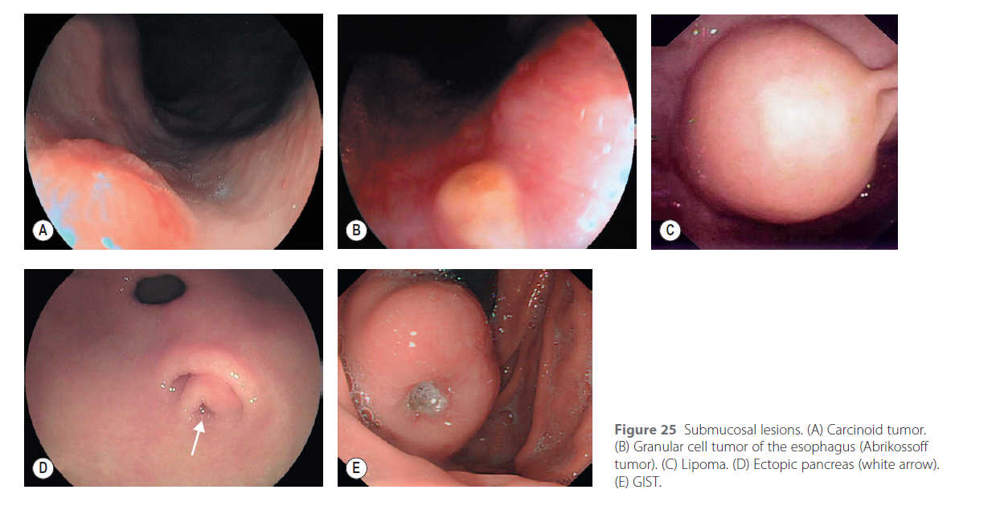 A
B
C
D
E
Figure 25 Submucosal lesions. (A) Carcinoid tumor.
(B) Granular cell tumor of the esophagus (Abrikossoff
tumor). (C) Lipoma. (D) Ectopic pancreas (white arrow).
(E) GIST.